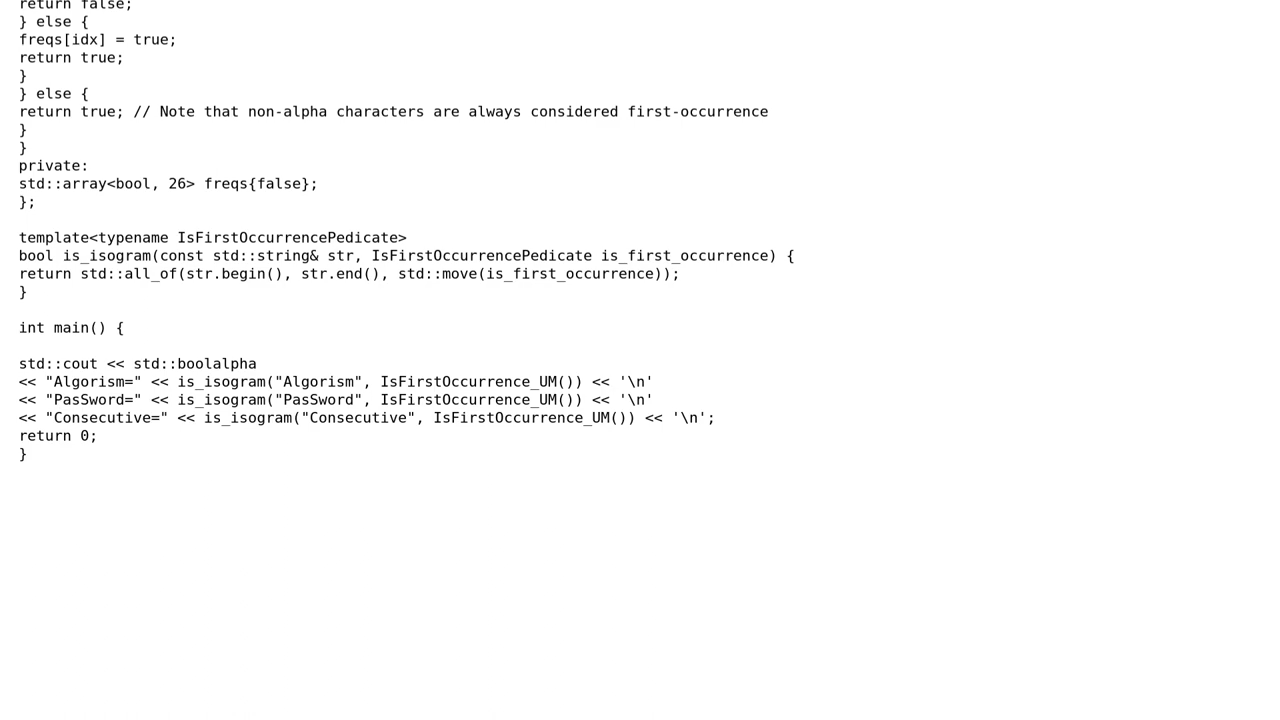 return false;
} else {
freqs[idx] = true;
return true;
}
} else {
return true; // Note that non-alpha characters are always considered first-occurrence
}
}
private:
std::array<bool, 26> freqs{false};
};

template<typename IsFirstOccurrencePedicate>
bool is_isogram(const std::string& str, IsFirstOccurrencePedicate is_first_occurrence) {
return std::all_of(str.begin(), str.end(), std::move(is_first_occurrence));
}

int main() {

std::cout << std::boolalpha
<< "Algorism=" << is_isogram("Algorism", IsFirstOccurrence_UM()) << '\n'
<< "PasSword=" << is_isogram("PasSword", IsFirstOccurrence_UM()) << '\n'
<< "Consecutive=" << is_isogram("Consecutive", IsFirstOccurrence_UM()) << '\n';
return 0;
}